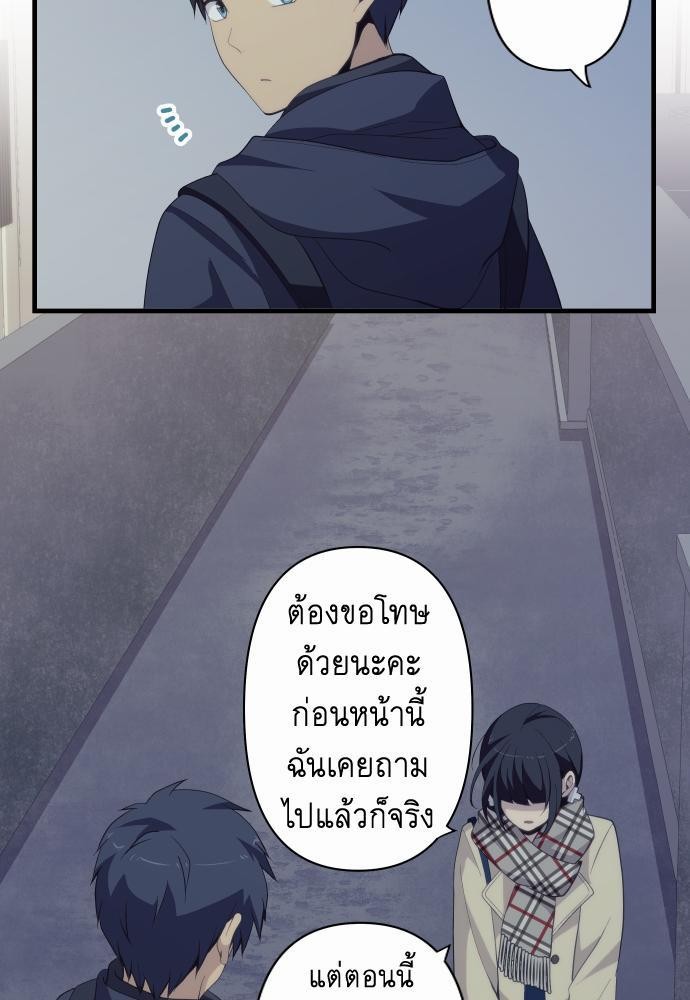 ต้องขอโทษ
ด้วยนะคะ
ก่อนหน้านี้
ฉันเคยถาม
ไปแล้วก็จริง
แต่ตอนนี้